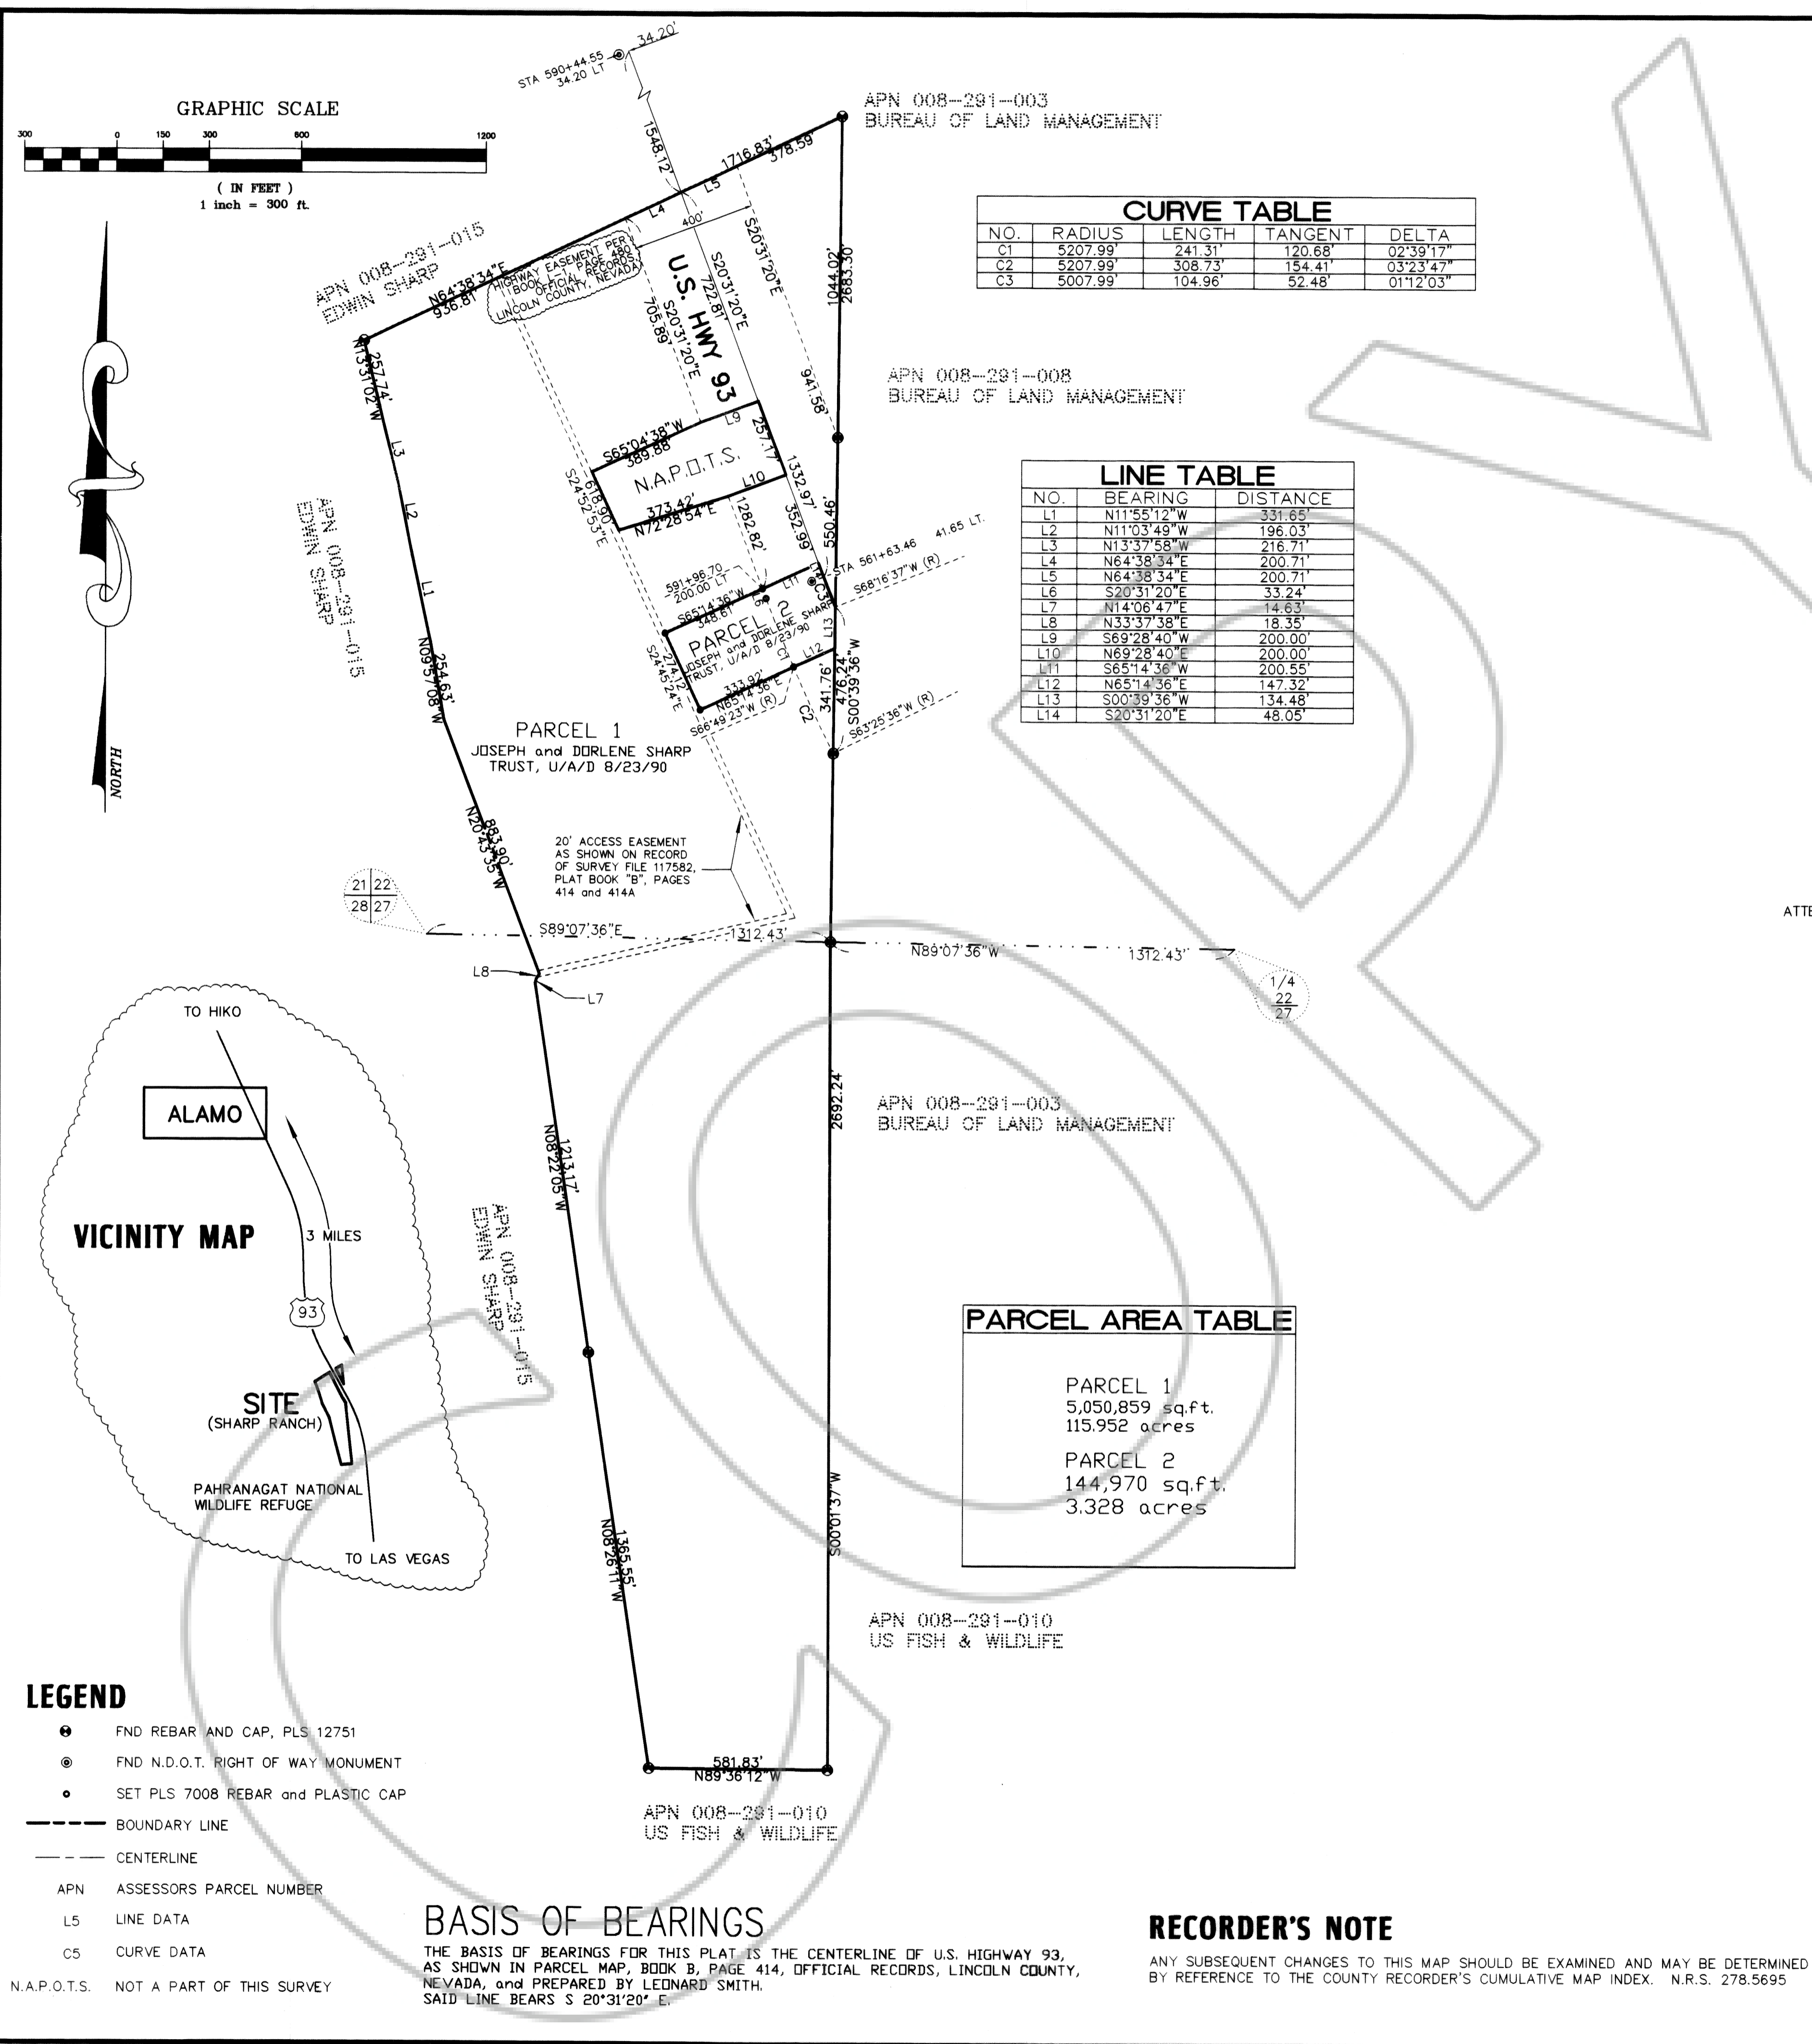 34.20'
STA 590+44.55
34.20 LT
GRAPHIC SCALE
300 0 150 300 600 1200
( IN FEET )
1 inch = 300 ft.
APN 008-291-003
BUREAU OF LAND MANAGEMENT
1548.12'
1716.83'
378.59'
L5
L4
400'
APN 008-291-015
EDWIN SHARP
N64°38'34"E
936.81'
HIGHWAY EASEMENT PER
BOOK L-1, PAGE 480,
OFFICIAL RECORDS,
LINCOLN COUNTY, NEVADA
U.S. HWY 93
S20°31'20"E
722.81'
S20°31'20"E
705.89'
S20°31'20"E
1044.02'
2683.30'
941.58'
CURVE TABLE
NO. RADIUS LENGTH TANGENT DELTA
C1 5207.99' 241.31' 120.68' 02°39'17"
C2 5207.99' 308.73' 154.41' 03°23'47"
C3 5007.99' 104.96' 52.48' 01°12'03"
APN 008-291-008
BUREAU OF LAND MANAGEMENT
257.74'
N13°31'02"W
L3
L2
L1
254.63'
N09°57'08"W
APN 008-291-015
EDWIN SHARP
S65°04'38"W
389.88'
L9
N.A.P.O.T.S.
257.17'
L10
373.42'
N72°28'54"E
618.90'
S24°52'53"E
1282.82'
1332.97'
352.99'
550.46'
LINE TABLE
NO. BEARING DISTANCE
L1 N11°55'12"W 331.65'
L2 N11°03'49"W 196.03'
L3 N13°37'58"W 216.71'
L4 N64°38'34"E 200.71'
L5 N64°38'34"E 200.71'
L6 S20°31'20"E 33.24'
L7 N14°06'47"E 14.63'
L8 N33°37'38"E 18.35'
L9 S69°28'40"W 200.00'
L10 N69°28'40"E 200.00'
L11 S65°14'36"W 200.55'
L12 N65°14'36"E 147.32'
L13 S00°39'36"W 134.48'
L14 S20°31'20"E 48.05'
STA 561+63.46 41.65 LT.
S68°16'37"W (R)
591+96.70
200.00 LT
L11
L14
C3
S65°14'36"W
348.61'
L6
PARCEL 2
JOSEPH and DORLENE SHARP
TRUST, U/A/D 8/23/90
L13
C1
L12
274.12'
S24°45'24"E
333.92'
N65°14'36"E
S66°49'23"W (R)
C2
341.76'
476.24'
S00°39'36"W
S63°25'36"W (R)
PARCEL 1
JOSEPH and DORLENE SHARP
TRUST, U/A/D 8/23/90
883.90'
N20°43'35"W
20' ACCESS EASEMENT
AS SHOWN ON RECORD
OF SURVEY FILE 117582,
PLAT BOOK "B", PAGES
414 and 414A
21 22
28 27
S89°07'36"E
1312.43'
N89°07'36"W
1312.43'
1/4
22
27
L8
L7
ATTE
NORTH
TO HIKO
ALAMO
VICINITY MAP
3 MILES
93
SITE
(SHARP RANCH)
PAHRANAGAT NATIONAL
WILDLIFE REFUGE
TO LAS VEGAS
1213.17'
N08°22'05"W
APN 008-291-015
EDWIN SHARP
2692.24'
APN 008-291-003
BUREAU OF LAND MANAGEMENT
PARCEL AREA TABLE
PARCEL 1
5,050,859 sq.ft.
115.952 acres
PARCEL 2
144,970 sq.ft.
3.328 acres
S00°01'37"W
1365.55'
N08°26'11"W
APN 008-291-010
US FISH & WILDLIFE
581.83'
N89°36'12"W
APN 008-291-010
US FISH & WILDLIFE
LEGEND
FND REBAR AND CAP, PLS 12751
FND N.D.O.T. RIGHT OF WAY MONUMENT
SET PLS 7008 REBAR and PLASTIC CAP
BOUNDARY LINE
CENTERLINE
APN ASSESSORS PARCEL NUMBER
L5 LINE DATA
C5 CURVE DATA
N.A.P.O.T.S. NOT A PART OF THIS SURVEY
BASIS OF BEARINGS
THE BASIS OF BEARINGS FOR THIS PLAT IS THE CENTERLINE OF U.S. HIGHWAY 93,
AS SHOWN IN PARCEL MAP, BOOK B, PAGE 414, OFFICIAL RECORDS, LINCOLN COUNTY,
NEVADA, and PREPARED BY LEONARD SMITH.
SAID LINE BEARS S 20°31'20" E.
RECORDER'S NOTE
ANY SUBSEQUENT CHANGES TO THIS MAP SHOULD BE EXAMINED AND MAY BE DETERMINED
BY REFERENCE TO THE COUNTY RECORDER'S CUMULATIVE MAP INDEX. N.R.S. 278.5695
COPY